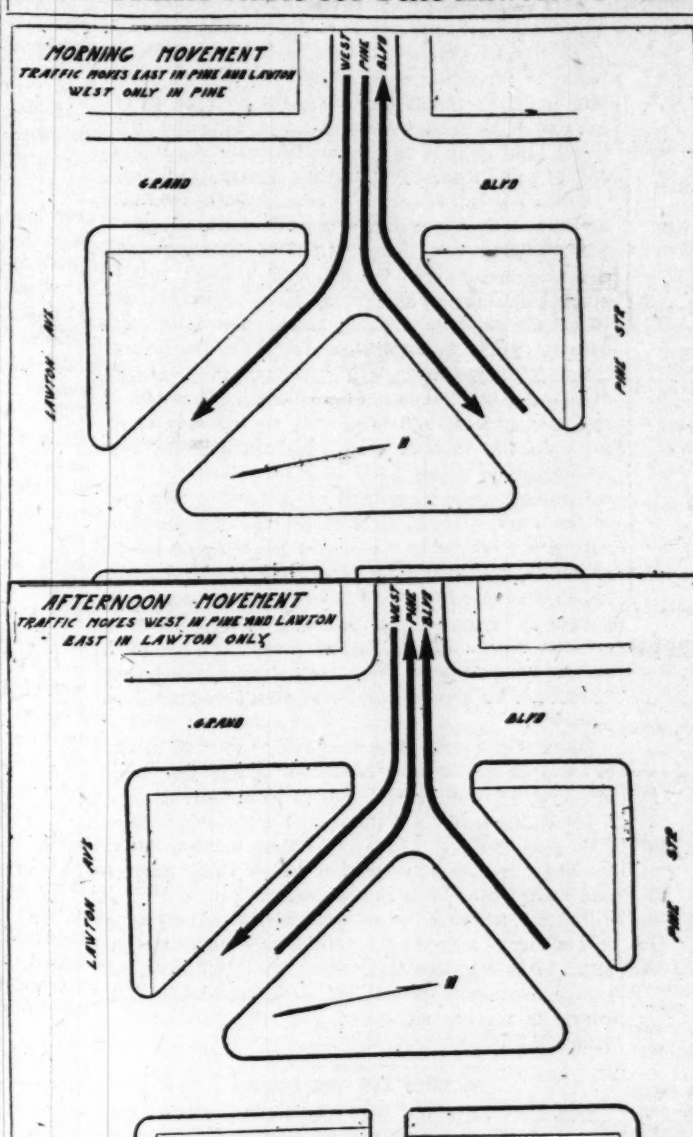 MORNING MOVEMENT
TRAFFIC MOVES EAST IN PINE AND LAWTON
WEST ONLY IN PINE
WEST
PINE
BLVD
GRAND
BLVD
LAWTON AVE
PINE STR
N
AFTERNOON MOVEMENT
TRAFFIC MOVES WEST IN PINE AND LAWTON
EAST IN LAWTON ONLY
WEST
PINE
BLVD
GRAND
BLVD
LAWTON AVE
PINE STR
N